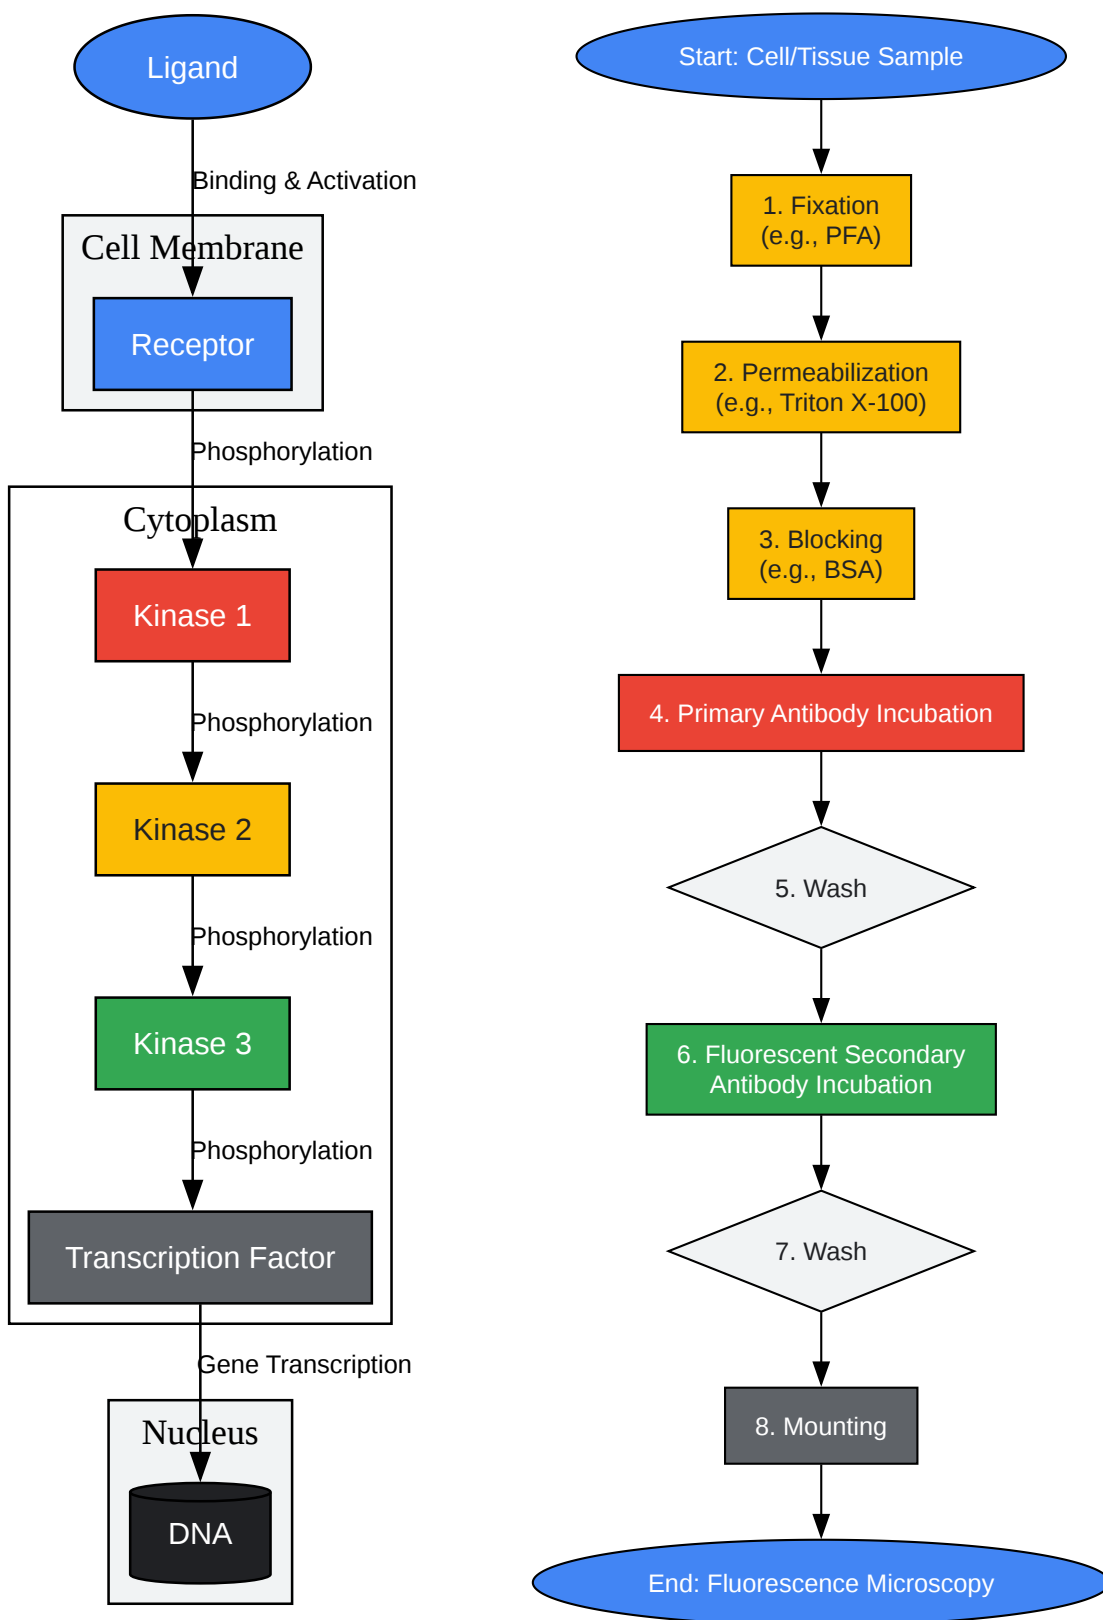 Ligand
Binding & Activation
Cell Membrane
Receptor
Phosphorylation
Cytoplasm
Kinase 1
Phosphorylation
Kinase 2
Phosphorylation
Kinase 3
Phosphorylation
Transcription Factor
Gene Transcription
Nucleus
DNA
Start: Cell/Tissue Sample
1. Fixation
(e.g., PFA)
2. Permeabilization
(e.g., Triton X-100)
3. Blocking
(e.g., BSA)
4. Primary Antibody Incubation
5. Wash
6. Fluorescent Secondary
Antibody Incubation
7. Wash
8. Mounting
End: Fluorescence Microscopy